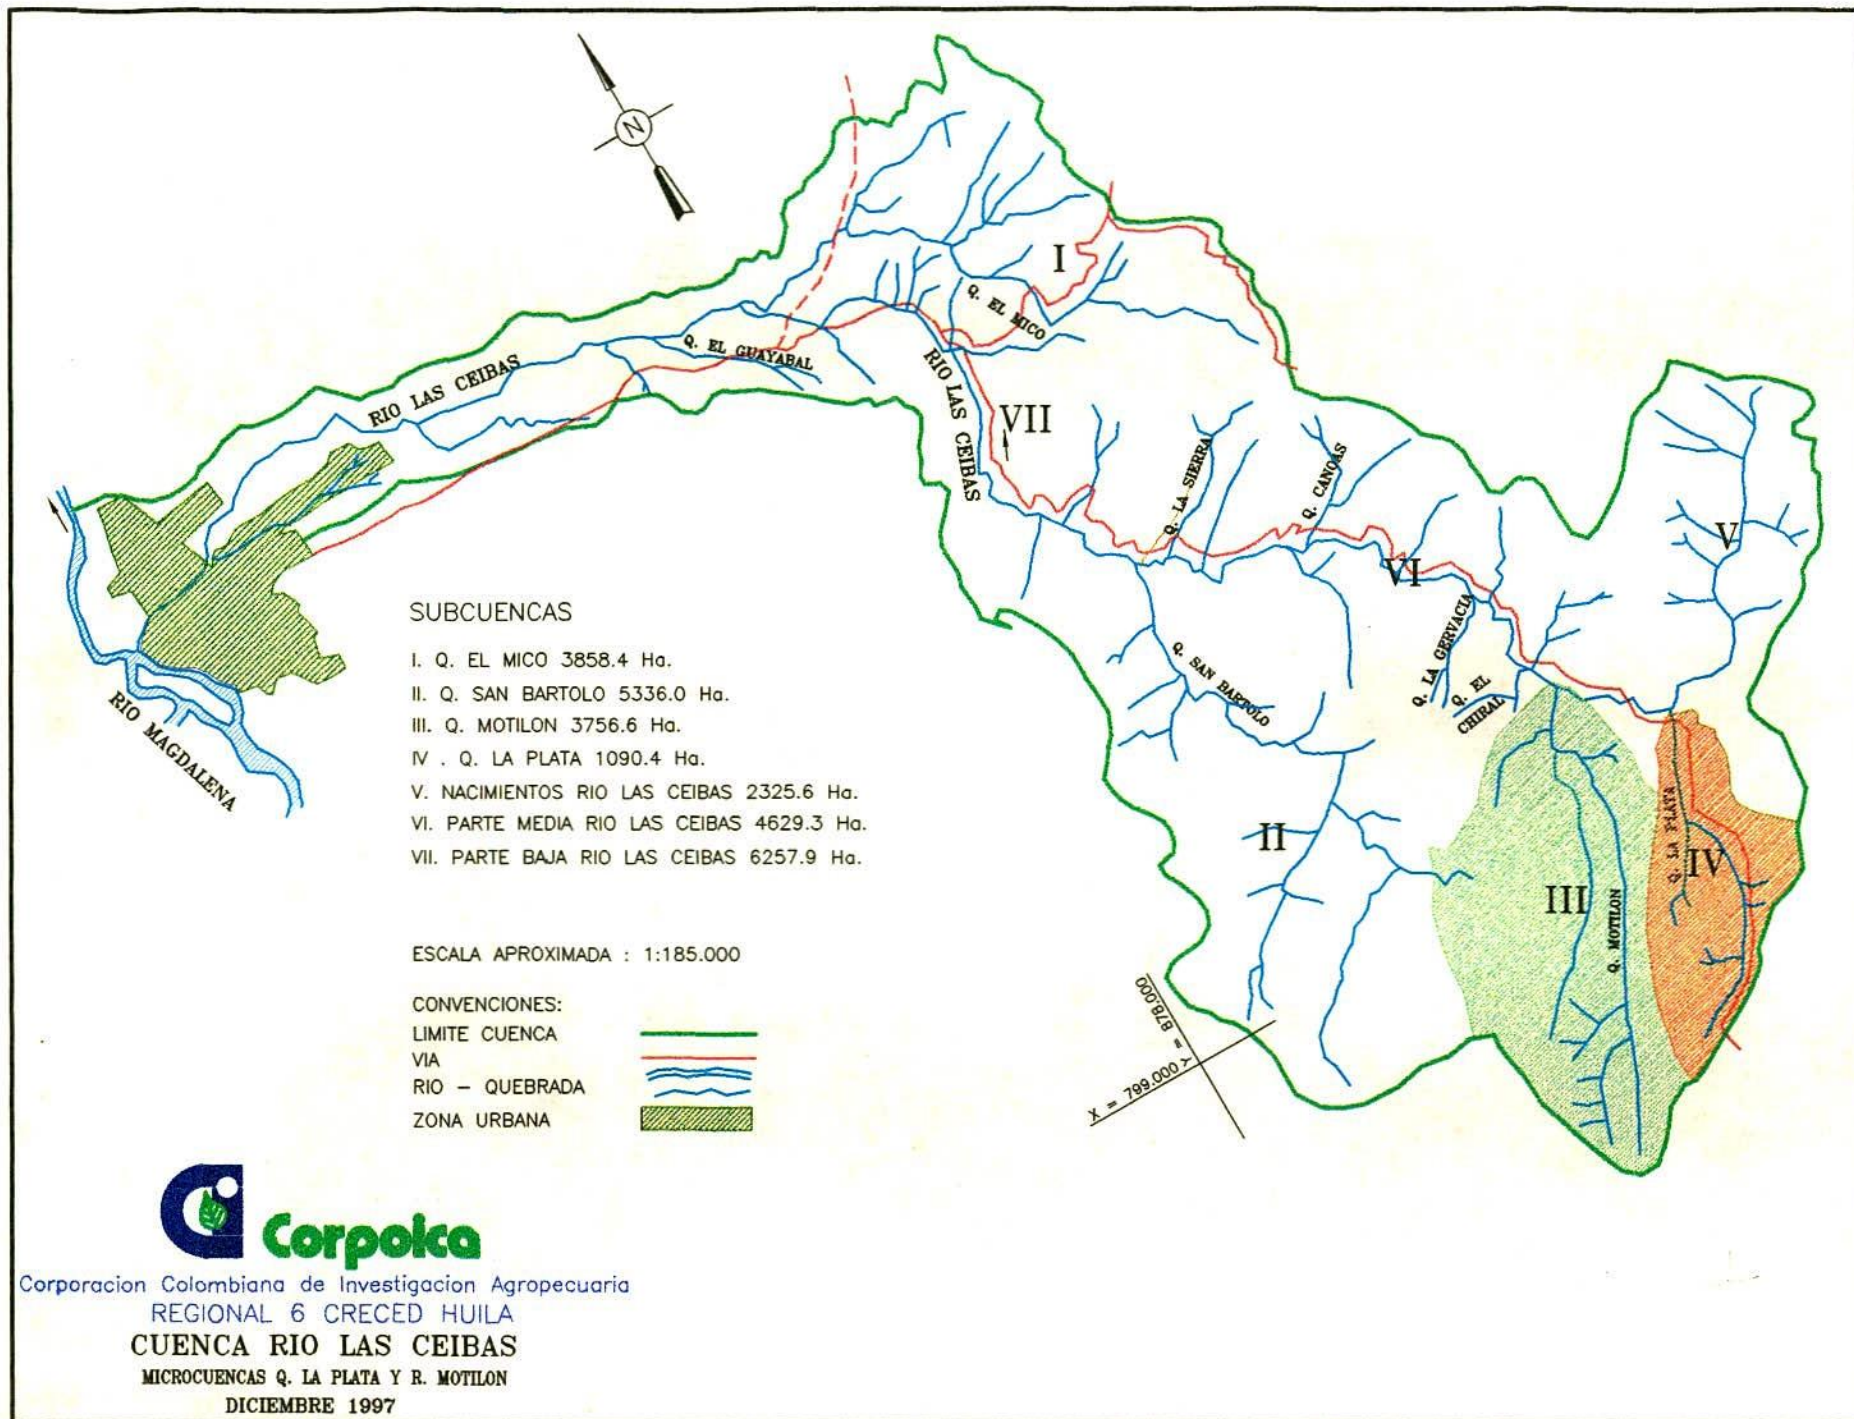 N
I
Q. EL MICO
Q. EL GUAYABAL
RIO LAS CEIBAS
RIO LAS CEIBAS
VII
Q. LA SIERRA
Q. CANOAS
V
VI
Q. LA GERVACIA
Q. EL
CHIRAL
Q. SAN BARTOLO
RIO MAGDALENA
II
III
Q. MOTILON
Q. LA PLATA
IV
X = 799.000
Y = 878.000
SUBCUENCAS
I. Q. EL MICO 3858.4 Ha.
II. Q. SAN BARTOLO 5336.0 Ha.
III. Q. MOTILON 3756.6 Ha.
IV . Q. LA PLATA 1090.4 Ha.
V. NACIMIENTOS RIO LAS CEIBAS 2325.6 Ha.
VI. PARTE MEDIA RIO LAS CEIBAS 4629.3 Ha.
VII. PARTE BAJA RIO LAS CEIBAS 6257.9 Ha.
ESCALA APROXIMADA : 1:185.000
CONVENCIONES:
LIMITE CUENCA
VIA
RIO - QUEBRADA
ZONA URBANA
Corpoica
Corporacion Colombiana de Investigacion Agropecuaria
REGIONAL 6 CRECED HUILA
CUENCA RIO LAS CEIBAS
MICROCUENCAS Q. LA PLATA Y R. MOTILON
DICIEMBRE 1997